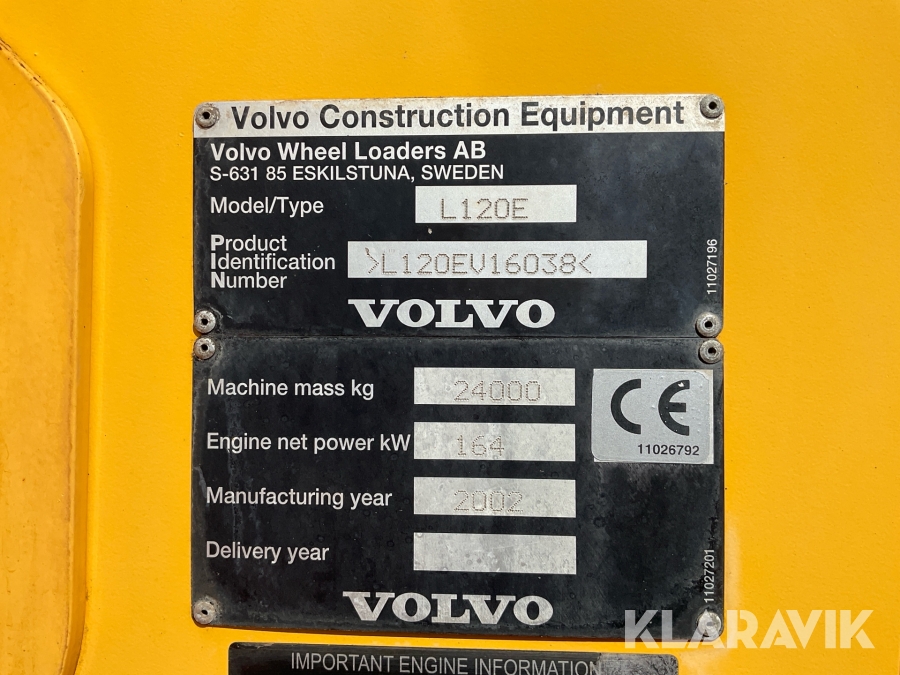 Volvo Construction Equipment
Volvo Wheel Loaders AB
S-631 85 ESKILSTUNA, SWEDEN
Model/Type L120E
Product
Identification >L120EV16038<
Number
11027196
VOLVO
Machine mass kg 24000
CE
Engine net power kW 164
11026792
Manufacturing year 2002
Delivery year
11027201
VOLVO
KLARAVIK
IMPORTANT ENGINE INFORMATION